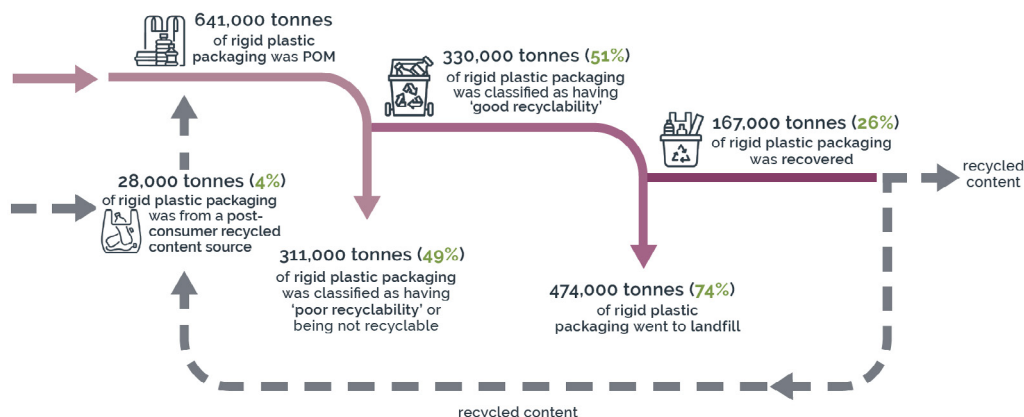 641,000 tonnes
of rigid plastic
packaging was POM
330,000 tonnes (51%)
of rigid plastic packaging
was classified as having
‘good recyclability’
167,000 tonnes (26%)
of rigid plastic packaging
was recovered
recycled
content
28,000 tonnes (4%)
of rigid plastic packaging
was from a post-
consumer recycled
content source
311,000 tonnes (49%)
of rigid plastic packaging
was classified as having
‘poor recyclability’ or
being not recyclable
474,000 tonnes (74%)
of rigid plastic
packaging went to landfill
recycled content